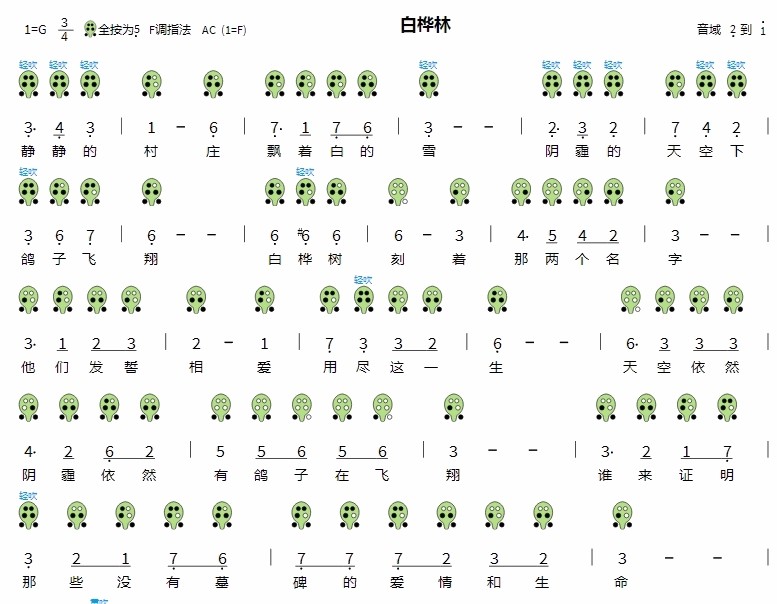 白桦林
1=G 3/4 全按为5̣ F调指法 AC (1=F) 音域 2̣ 到 1̇
轻吹 轻吹 轻吹 轻吹 轻吹 轻吹 轻吹 轻吹 轻吹
3̣· 4̣ 3̣ | 1 – 6̣ | 7̣· 1 7̣ 6̣ | 3̣ – – | 2̣· 3̣ 2̣ | 7̣ 4̣ 2̣ |
静 静 的 村 庄 飘 着 白 的 雪 阴 霾 的 天 空 下
轻吹 轻吹
3̣ 6̣ 7̣ | 6̣ – – | 6̣ #6̣ 6̣ | 6 – 3 | 4· 5 4 2 | 3 – – |
鸽 子 飞 翔 白 桦 树 刻 着 那 两 个 名 字
轻吹
3· 1 2 3 | 2 – 1 | 7̣ 3̣ 3 2 | 6̣ – – | 6· 3 3 3 |
他 们 发 誓 相 爱 用 尽 这 一 生 天 空 依 然
4· 2 6̣ 2 | 5 5 6 5 6 | 3 – – | 3· 2 1 7̣ |
阴 霾 依 然 有 鸽 子 在 飞 翔 谁 来 证 明
轻吹
3̣ 2 1 7̣ 6̣ | 7̣ 7̣ 7̣ 2 3 2 | 3 – – |
那 些 没 有 墓 碑 的 爱 情 和 生 命